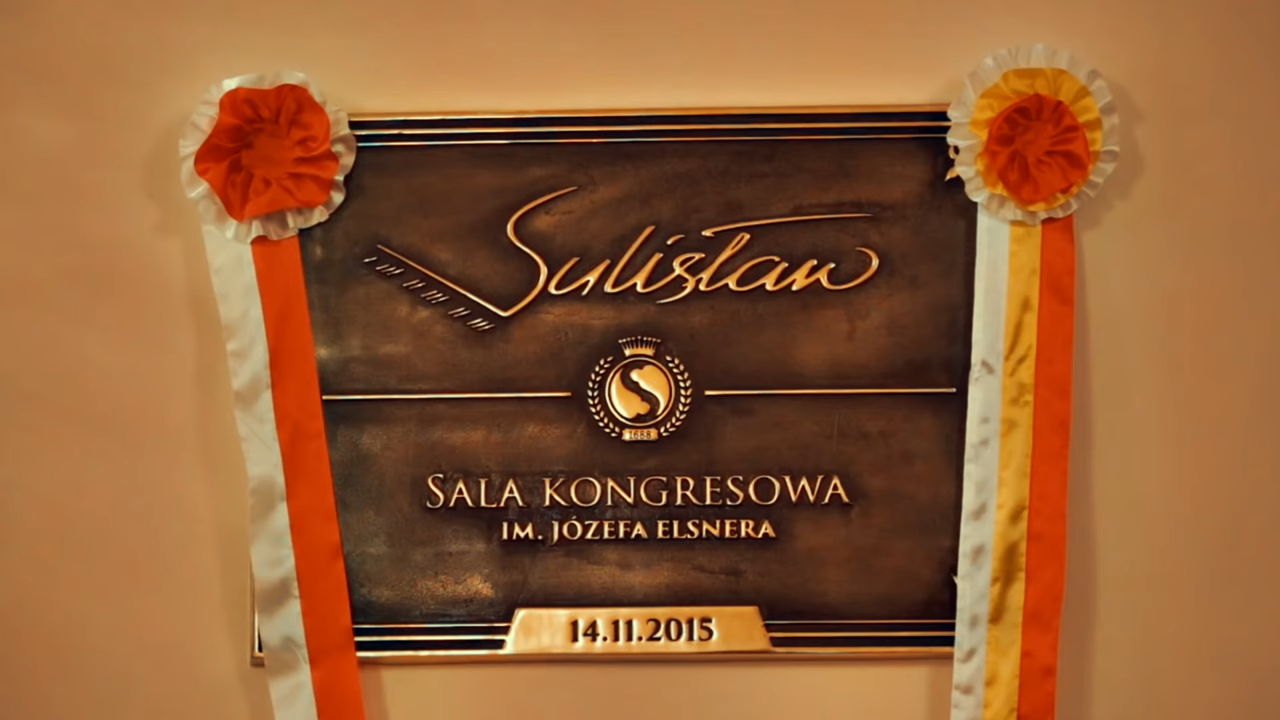 Sulisław
1688
SALA KONGRESOWA
IM. JÓZEFA ELSNERA
14.11.2015